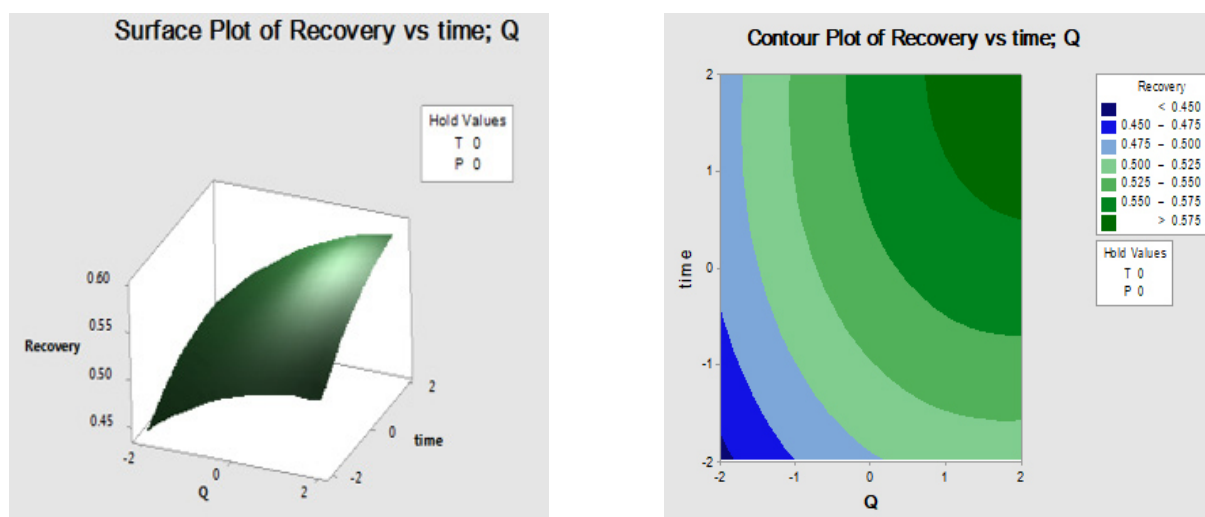 Surface Plot of Recovery vs time; Q
Hold Values
T 0
P 0
0.60
0.55
Recovery
0.50
0.45
2
0
time
-2
-2
0
Q
2
Contour Plot of Recovery vs time; Q
2
1
0
-1
-2
time
-2
-1
0
1
2
Q
Recovery
< 0.450
0.450 – 0.475
0.475 – 0.500
0.500 – 0.525
0.525 – 0.550
0.550 – 0.575
> 0.575
Hold Values
T 0
P 0